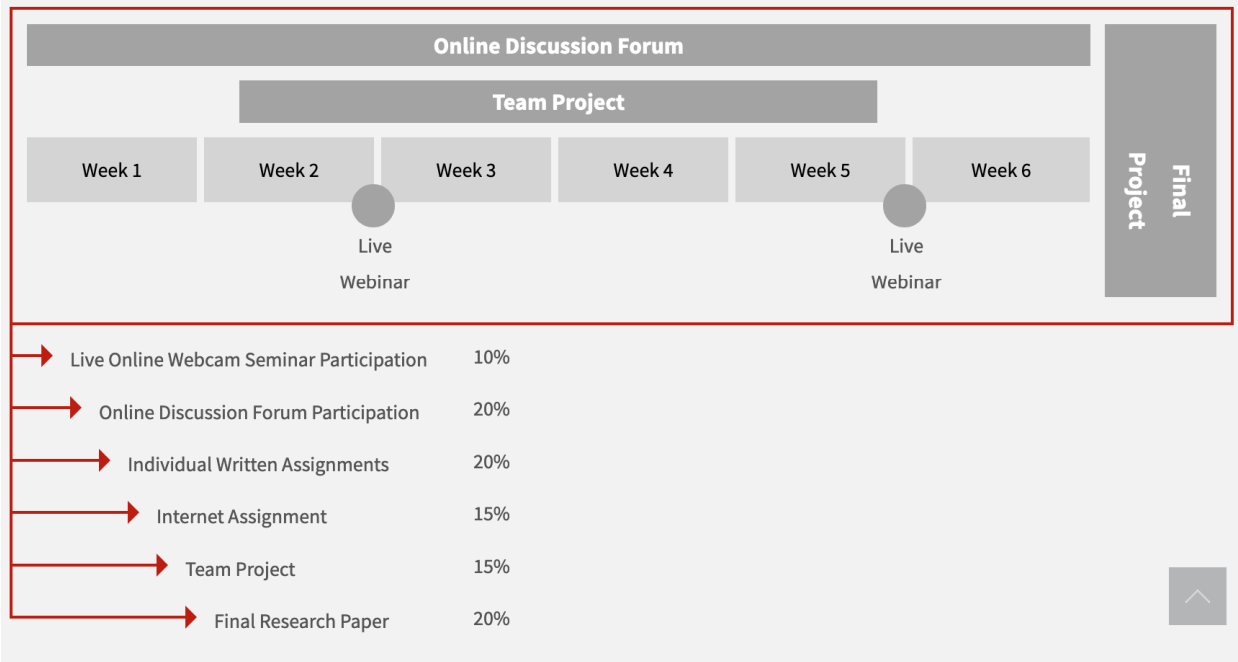 Online Discussion Forum
Team Project
Week 1
Week 2
Week 3
Week 4
Week 5
Week 6
Final
Project
Live
Webinar
Live
Webinar
Live Online Webcam Seminar Participation 10%
Online Discussion Forum Participation 20%
Individual Written Assignments 20%
Internet Assignment 15%
Team Project 15%
Final Research Paper 20%